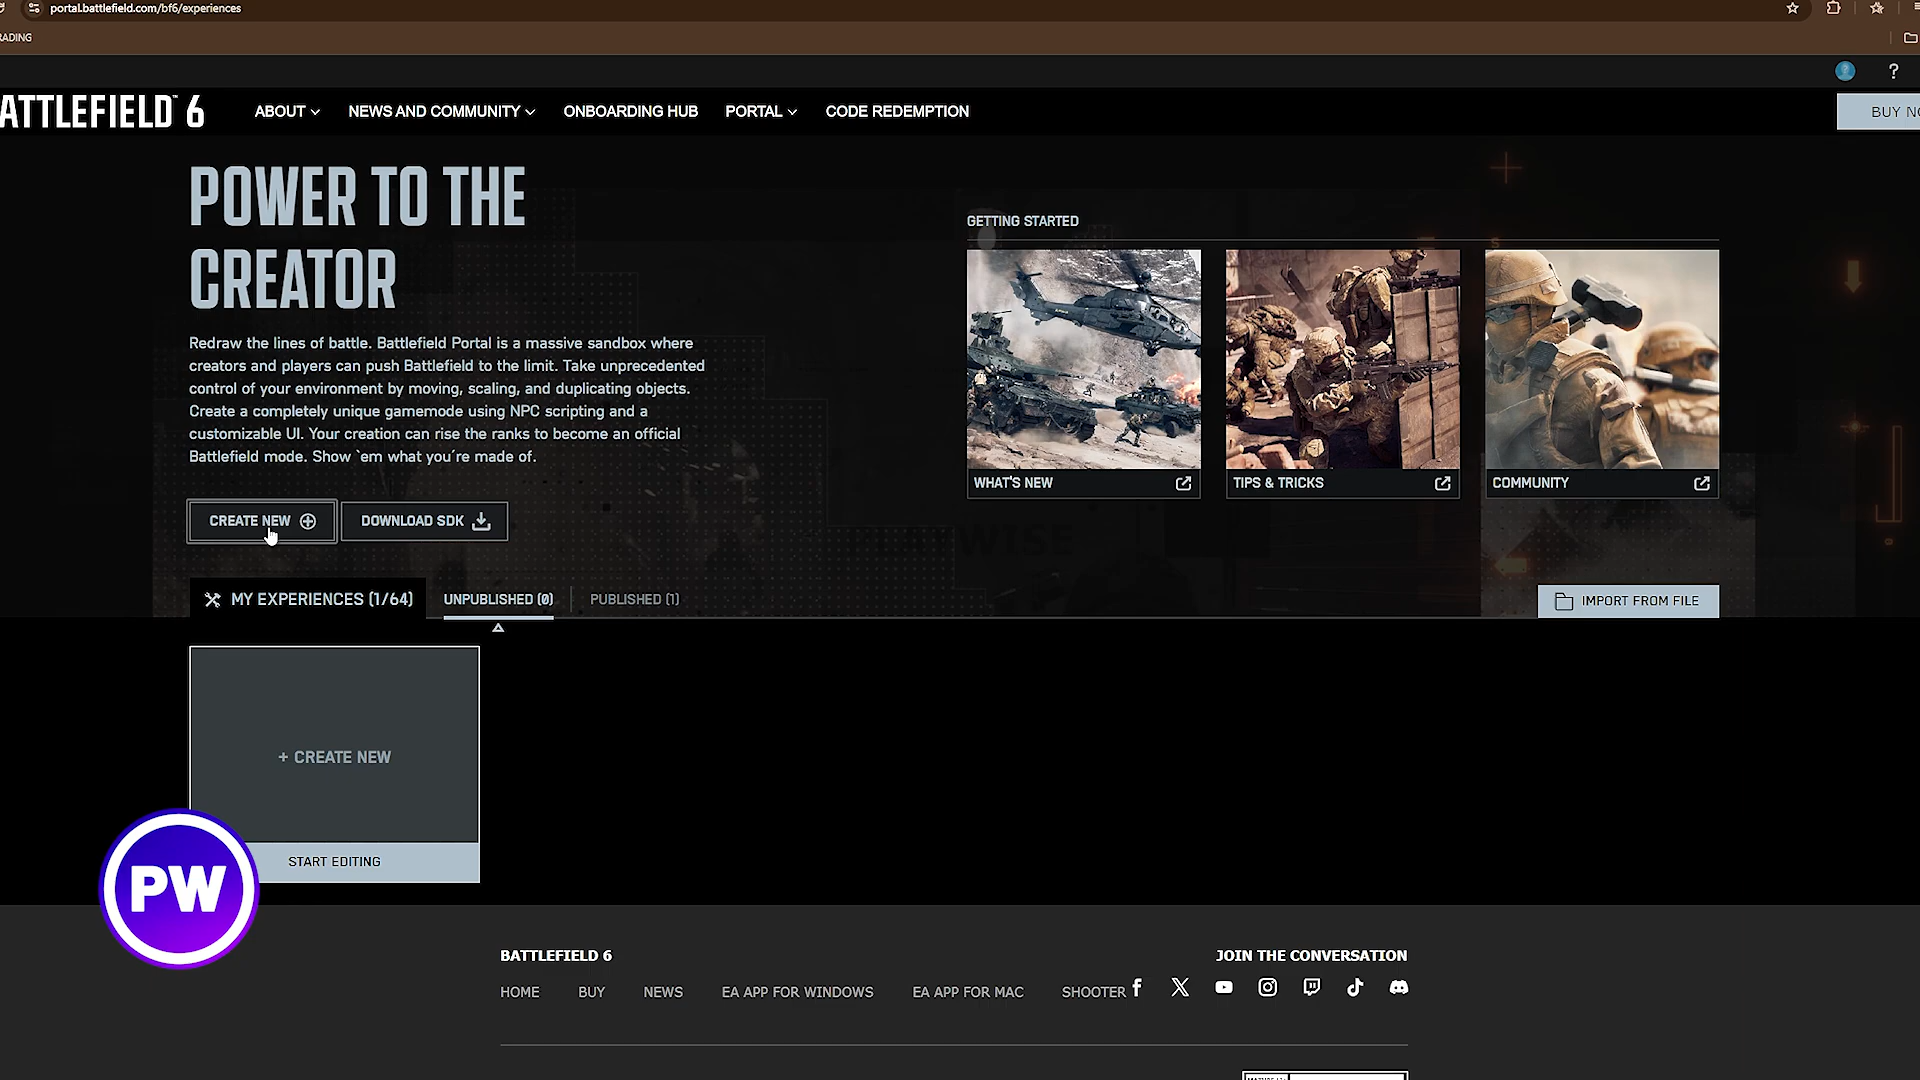 portal.battlefield.com/bf6/experiences
RADING
?
ATTLEFIELD™ 6
ABOUT
NEWS AND COMMUNITY
ONBOARDING HUB
PORTAL
CODE REDEMPTION
BUY NO
POWER TO THE
CREATOR
Redraw the lines of battle. Battlefield Portal is a massive sandbox where
creators and players can push Battlefield to the limit. Take unprecedented
control of your environment by moving, scaling, and duplicating objects.
Create a completely unique gamemode using NPC scripting and a
customizable UI. Your creation can rise the ranks to become an official
Battlefield mode. Show `em what you´re made of.
CREATE NEW
DOWNLOAD SDK
GETTING STARTED
WHAT'S NEW
TIPS & TRICKS
COMMUNITY
MY EXPERIENCES (1/64)
UNPUBLISHED (0)
PUBLISHED (1)
IMPORT FROM FILE
+ CREATE NEW
START EDITING
PW
BATTLEFIELD 6
HOME
BUY
NEWS
EA APP FOR WINDOWS
EA APP FOR MAC
SHOOTER
JOIN THE CONVERSATION